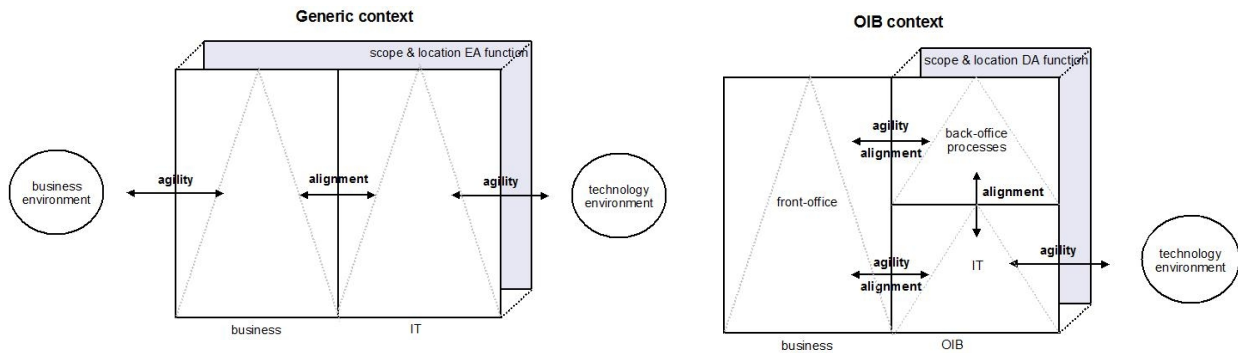 Generic context
scope & location EA function
business
environment
agility
alignment
agility
technology
environment
business
IT
OIB context
scope & location DA function
agility
alignment
back-office
processes
alignment
front-office
agility
alignment
IT
agility
technology
environment
business
OIB